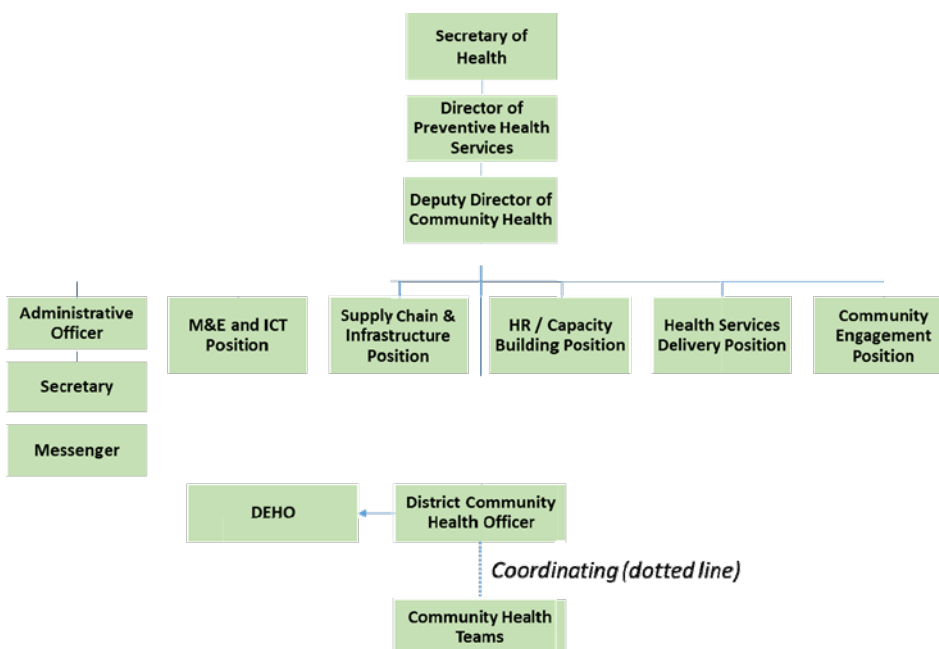 Secretary of
Health
Director of
Preventive Health
Services
Deputy Director of
Community Health
Administrative
Officer
M&E and ICT
Position
Supply Chain &
Infrastructure
Position
HR / Capacity
Building Position
Health Services
Delivery Position
Community
Engagement
Position
Secretary
Messenger
DEHO
District Community
Health Officer
Coordinating (dotted line)
Community Health
Teams